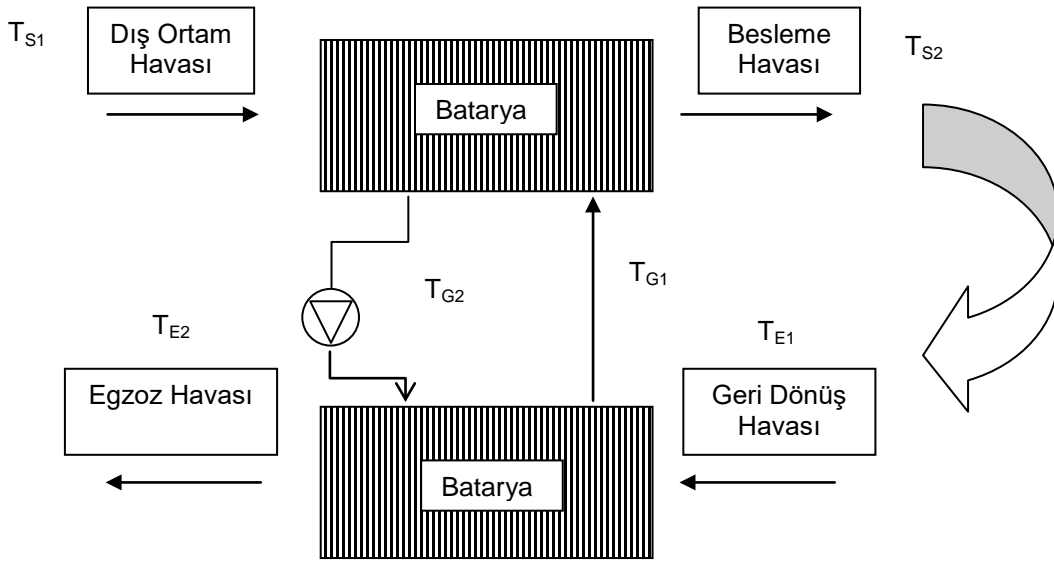 T_S1
Dış Ortam
Havası
Batarya
Besleme
Havası
T_S2
T_G2
T_G1
T_E2
T_E1
Egzoz Havası
Geri Dönüş
Havası
Batarya